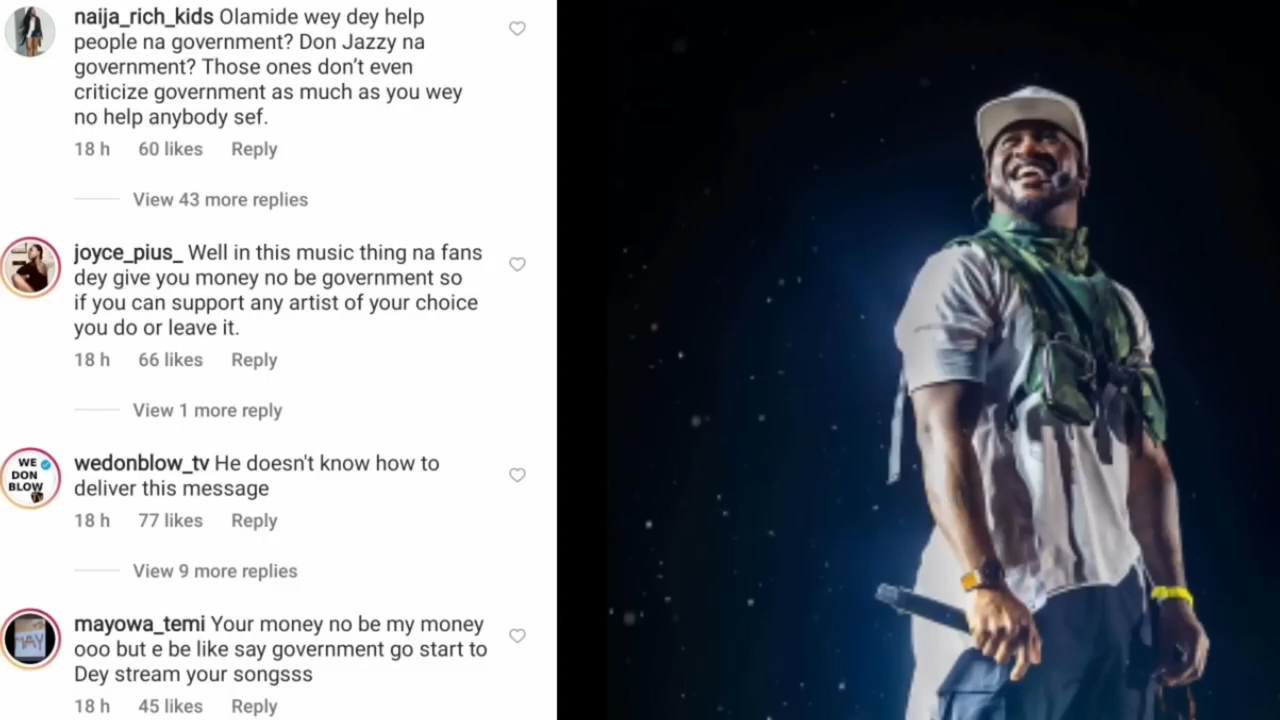 naija_rich_kids Olamide wey dey help
people na government? Don Jazzy na
government? Those ones don’t even
criticize government as much as you wey
no help anybody sef.
18 h 60 likes Reply
View 43 more replies
joyce_pius_ Well in this music thing na fans
dey give you money no be government so
if you can support any artist of your choice
you do or leave it.
18 h 66 likes Reply
View 1 more reply
WE
DON
BLOW
wedonblow_tv He doesn't know how to
deliver this message
18 h 77 likes Reply
View 9 more replies
MAY
mayowa_temi Your money no be my money
ooo but e be like say government go start to
Dey stream your songsss
18 h 45 likes Reply